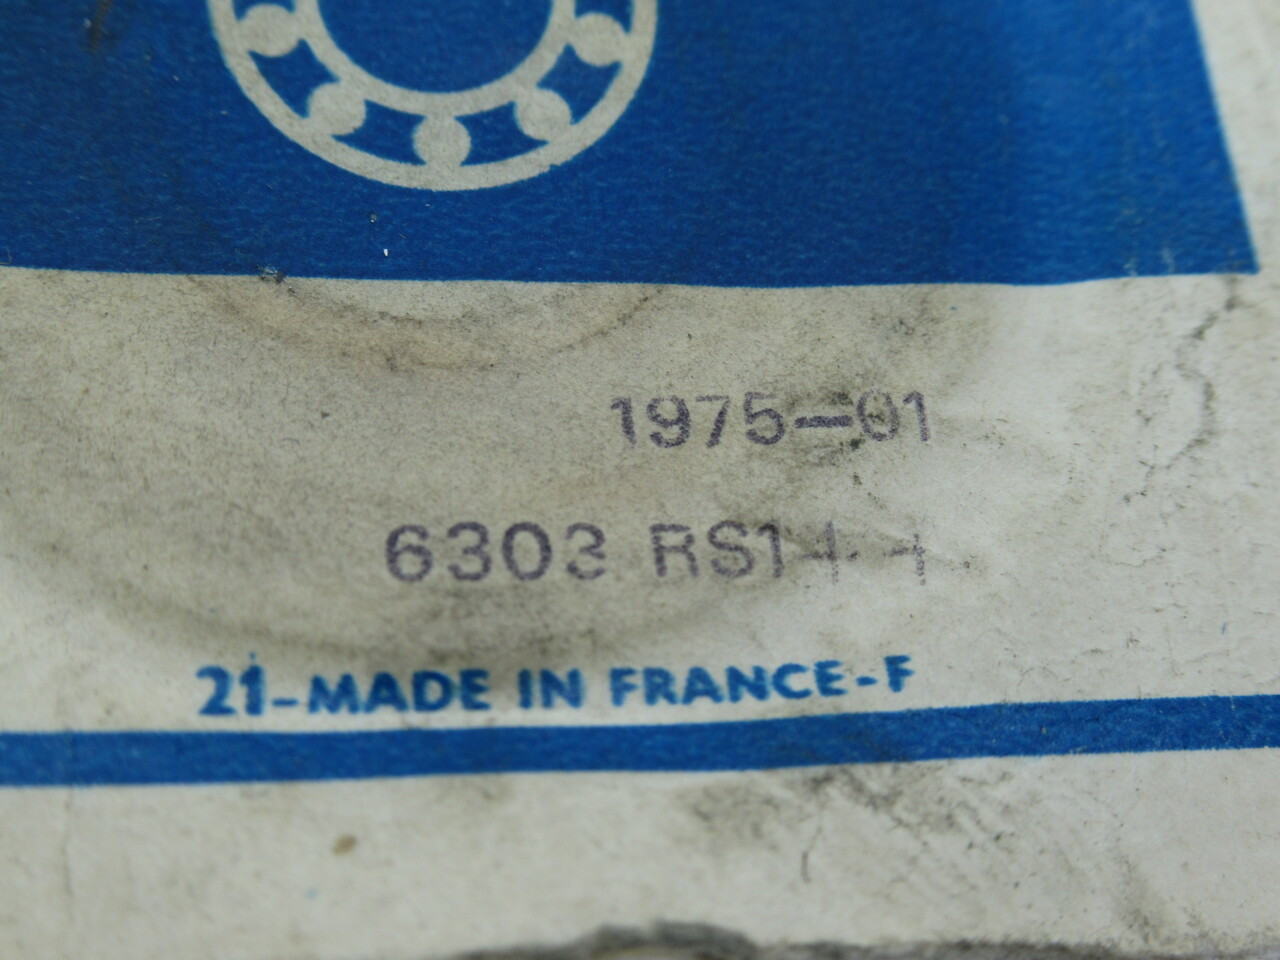 1975-01
6303 RS1
21-MADE IN FRANCE-F